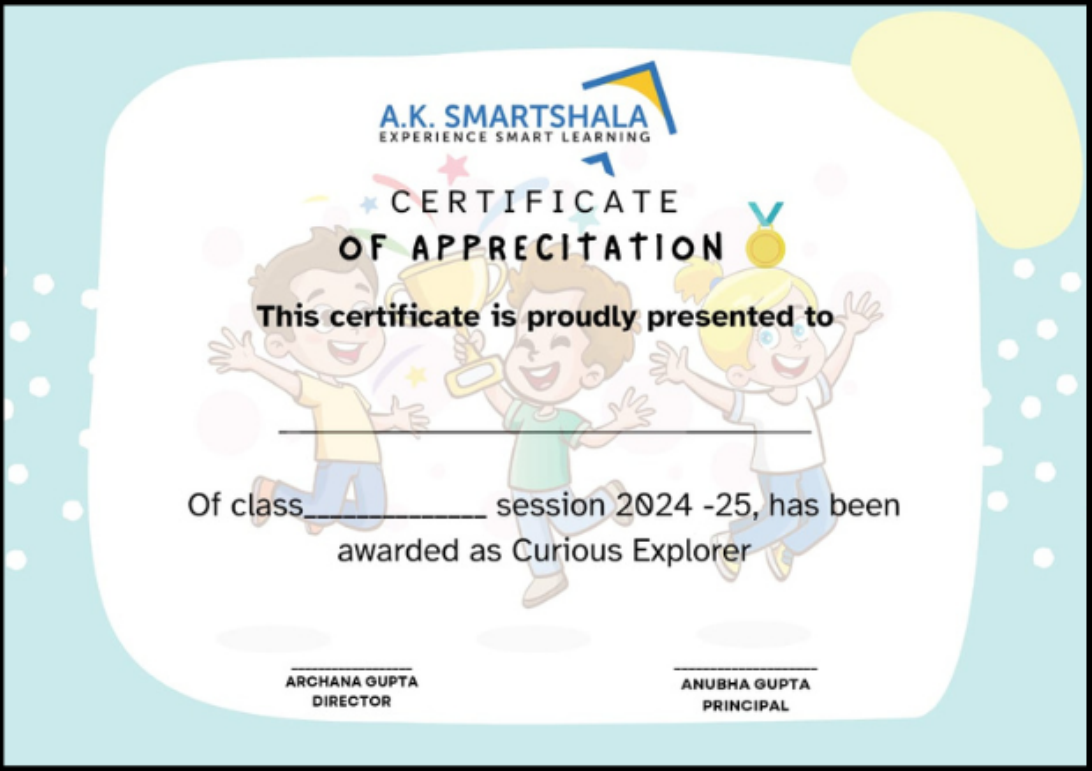 A.K. SMARTSHALA
EXPERIENCE SMART LEARNING
CERTIFICATE
OF APPRECITATION
This certificate is proudly presented to
Of class______________ session 2024 -25, has been
awarded as Curious Explorer
ARCHANA GUPTA
DIRECTOR
ANUBHA GUPTA
PRINCIPAL